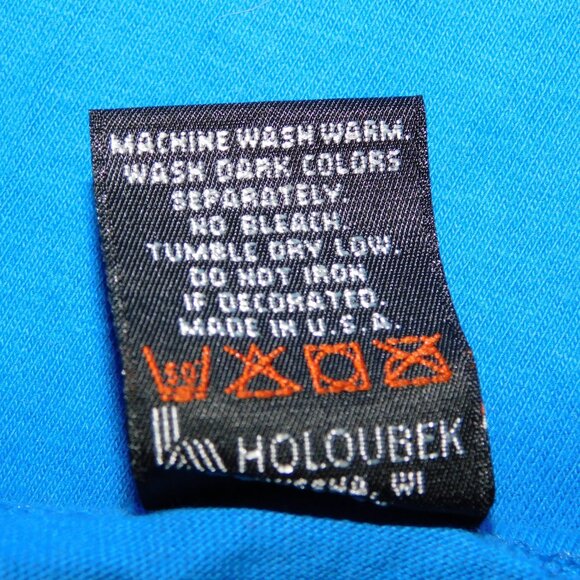 MACHINE WASH WARM.
WASH DARK COLORS
SEPARATELY.
NO BLEACH.
TUMBLE DRY LOW.
DO NOT IRON
IF DECORATED.
MADE IN U.S.A.
HOLOUBEK
WI